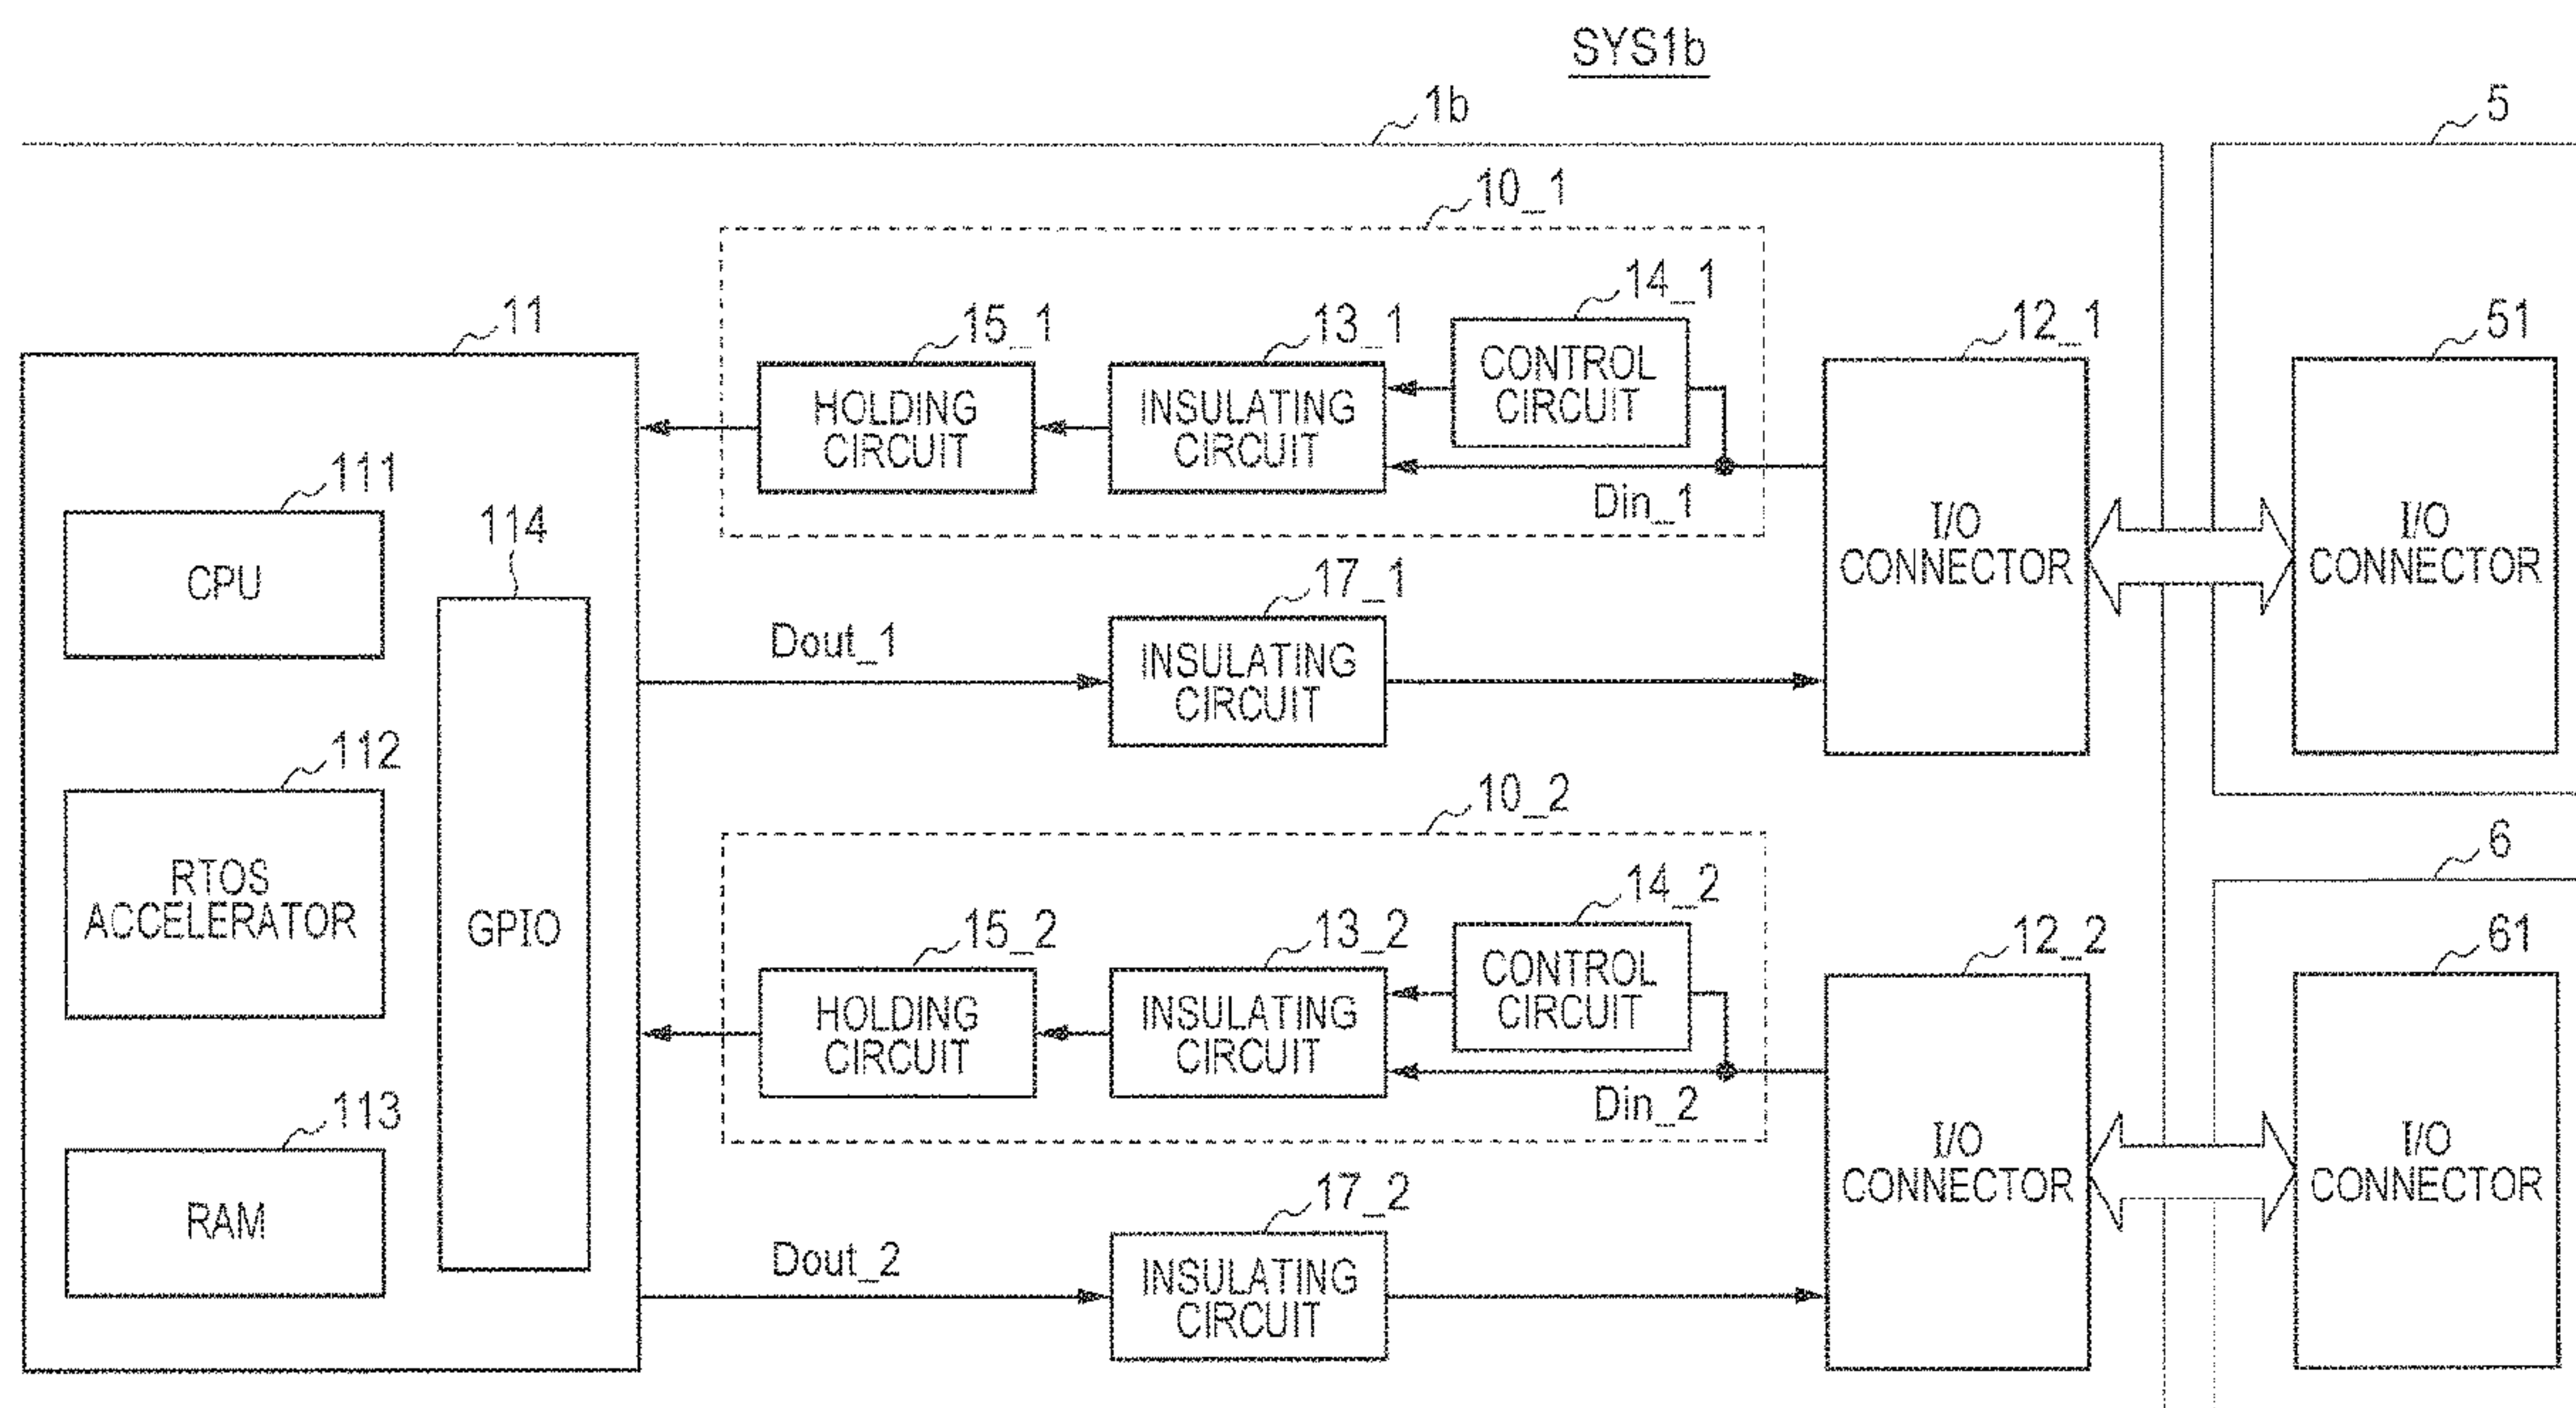 SYS1b
1b
5
10_1
14_1
11
15_1
13_1
12_1
51
CONTROL
CIRCUIT
HOLDING
CIRCUIT
INSULATING
CIRCUIT
111
114
Din_1
I/O
CONNECTOR
I/O
CONNECTOR
CPU
17_1
Dout_1
INSULATING
CIRCUIT
112
10_2
6
RTOS
ACCELERATOR
GPIO
14_2
15_2
13_2
12_2
61
CONTROL
CIRCUIT
HOLDING
CIRCUIT
INSULATING
CIRCUIT
113
Din_2
I/O
CONNECTOR
I/O
CONNECTOR
RAM
17_2
Dout_2
INSULATING
CIRCUIT